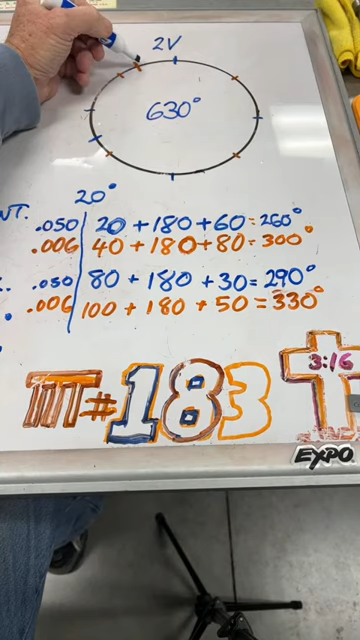 2V
630°
20°
NT. .050 20+180+60=260°
.006 40+180+80=300°
.050 80+180+30=290°
.006 100+180+50=330°
TTT #183
3:16
EXPO